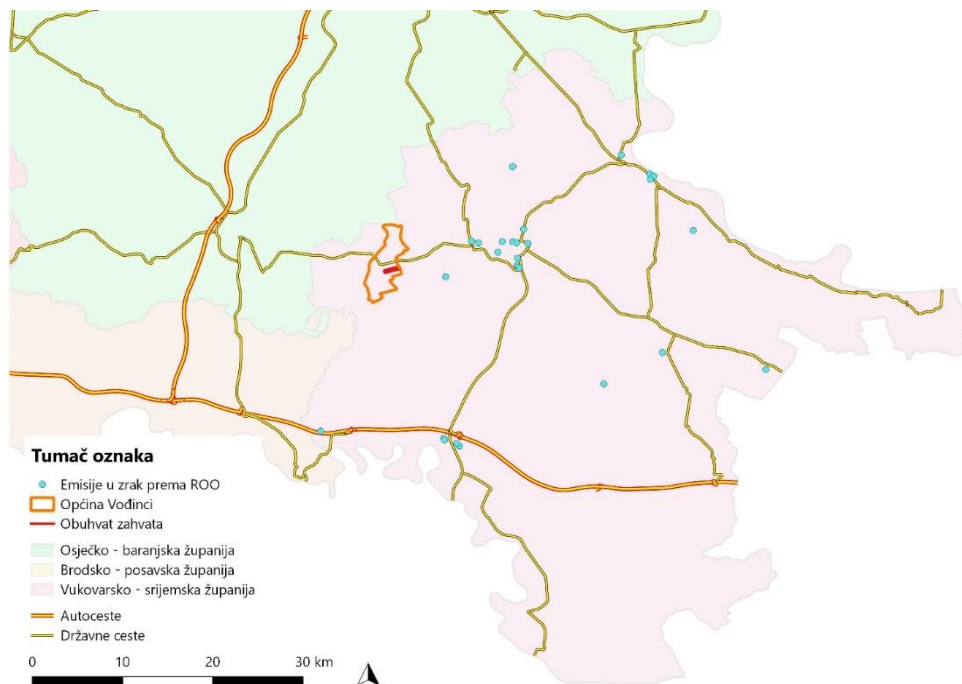 Tumač oznaka
Emisije u zrak prema ROO
Općina Vođinci
Obuhvat zahvata
Osječko - baranjska županija
Brodsko - posavska županija
Vukovarsko - srijemska županija
Autoceste
Državne ceste
0 10 20 30 km